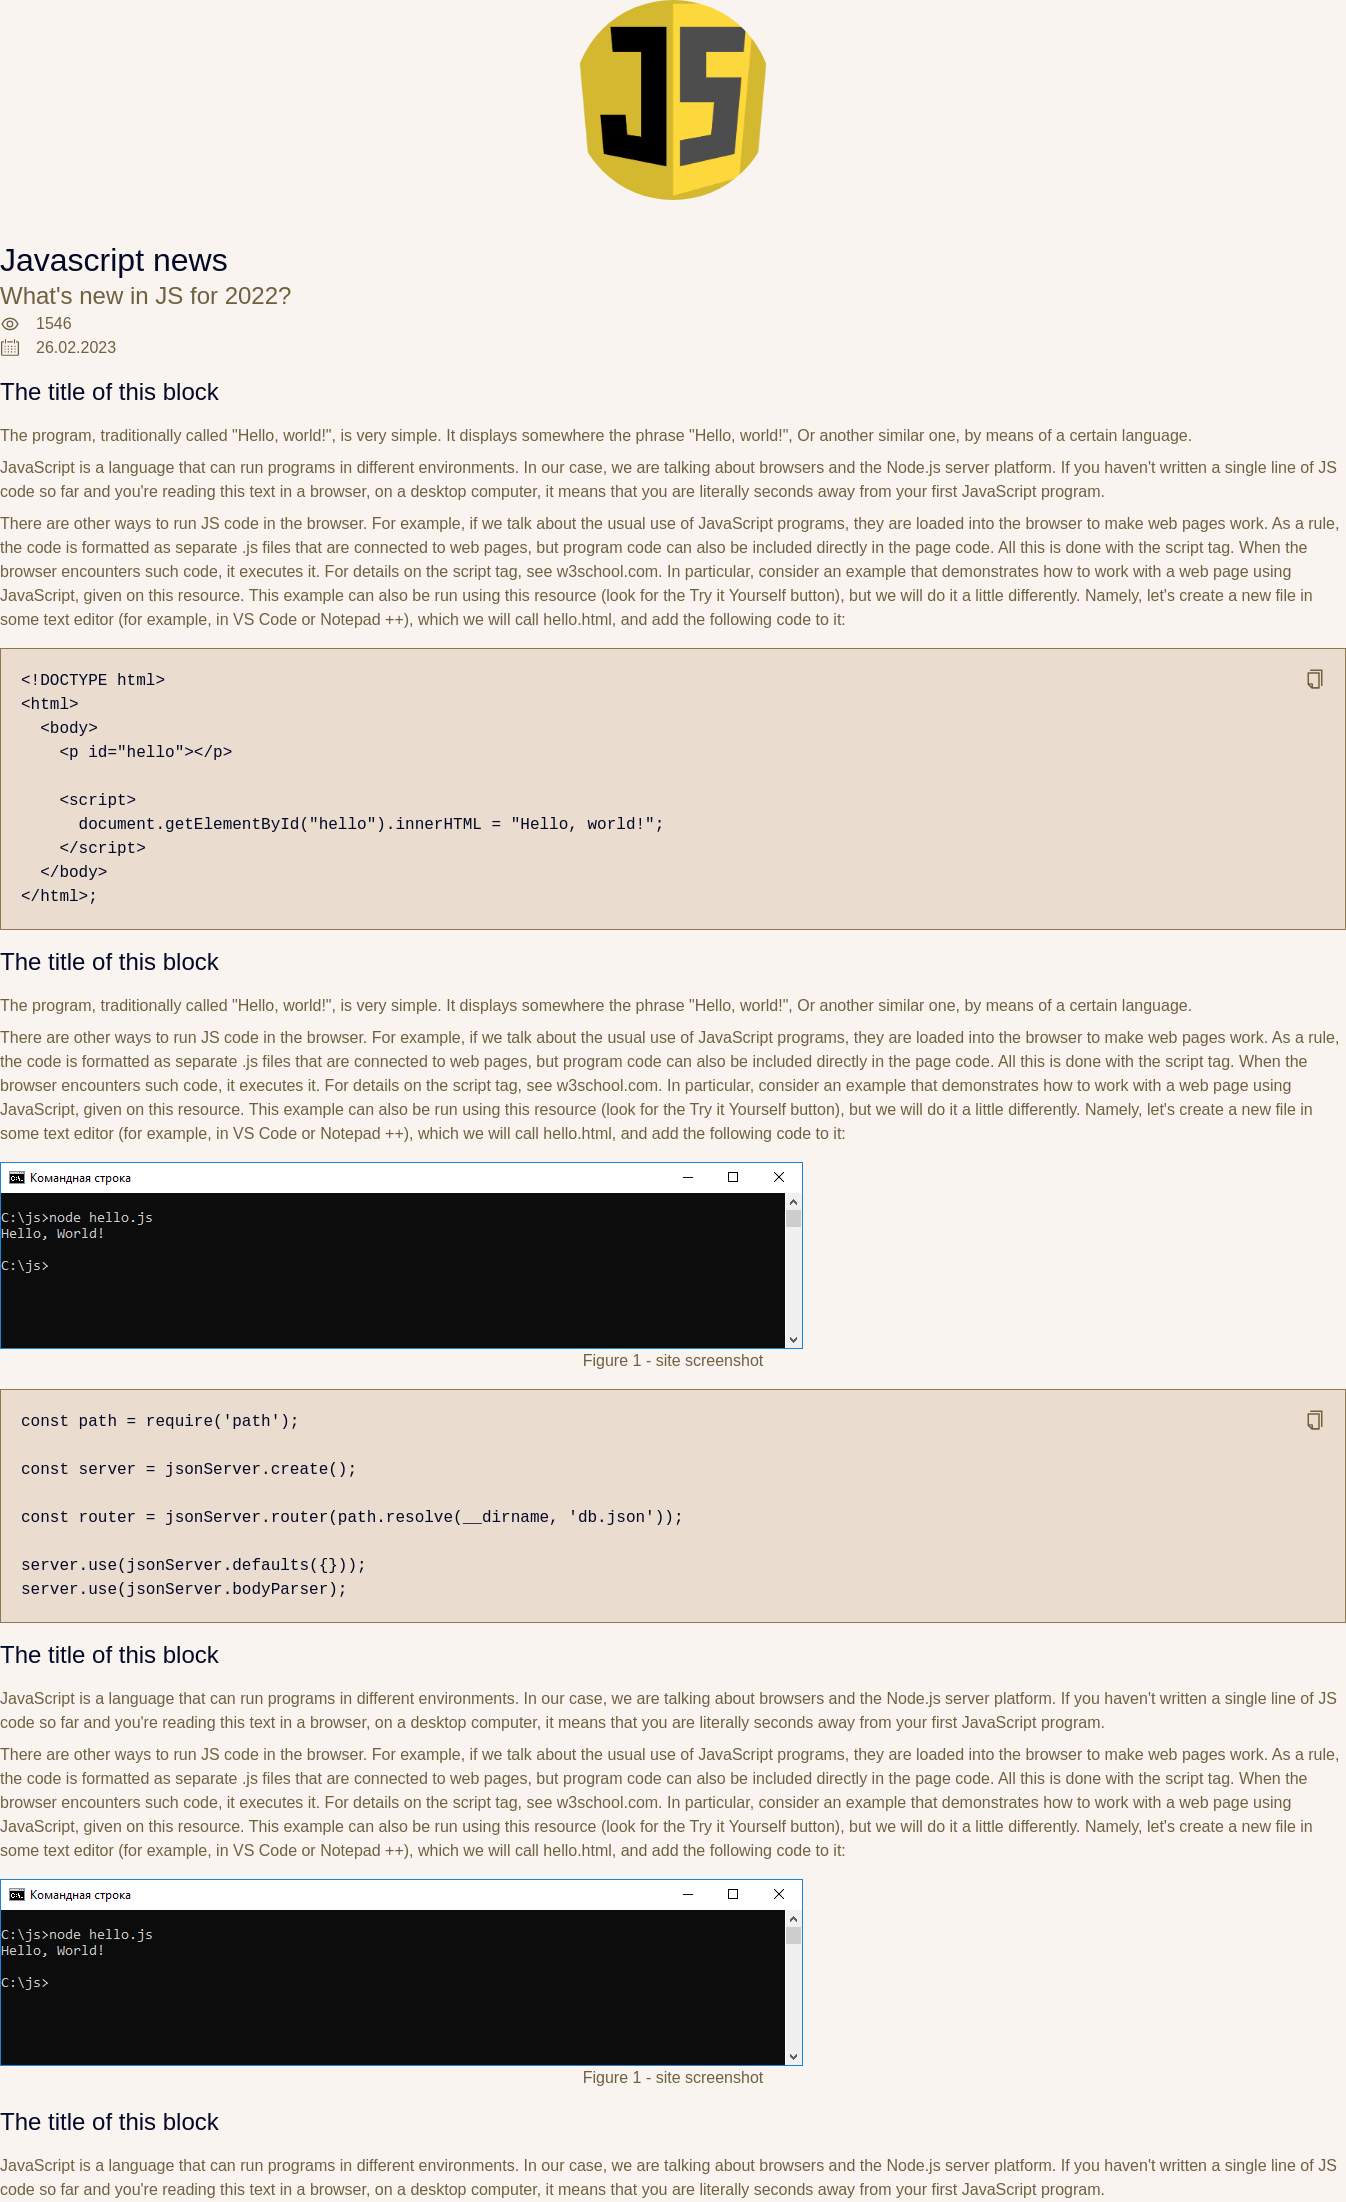 JS
Javascript news
What's new in JS for 2022?
1546
26.02.2023
The title of this block
The program, traditionally called "Hello, world!", is very simple. It displays somewhere the phrase "Hello, world!", Or another similar one, by means of a certain language.
JavaScript is a language that can run programs in different environments. In our case, we are talking about browsers and the Node.js server platform. If you haven't written a single line of JS
code so far and you're reading this text in a browser, on a desktop computer, it means that you are literally seconds away from your first JavaScript program.
There are other ways to run JS code in the browser. For example, if we talk about the usual use of JavaScript programs, they are loaded into the browser to make web pages work. As a rule,
the code is formatted as separate .js files that are connected to web pages, but program code can also be included directly in the page code. All this is done with the script tag. When the
browser encounters such code, it executes it. For details on the script tag, see w3school.com. In particular, consider an example that demonstrates how to work with a web page using
JavaScript, given on this resource. This example can also be run using this resource (look for the Try it Yourself button), but we will do it a little differently. Namely, let's create a new file in
some text editor (for example, in VS Code or Notepad ++), which we will call hello.html, and add the following code to it:
<!DOCTYPE html>
<html>
  <body>
    <p id="hello"></p>

    <script>
      document.getElementById("hello").innerHTML = "Hello, world!";
    </script>
  </body>
</html>;
The title of this block
The program, traditionally called "Hello, world!", is very simple. It displays somewhere the phrase "Hello, world!", Or another similar one, by means of a certain language.
There are other ways to run JS code in the browser. For example, if we talk about the usual use of JavaScript programs, they are loaded into the browser to make web pages work. As a rule,
the code is formatted as separate .js files that are connected to web pages, but program code can also be included directly in the page code. All this is done with the script tag. When the
browser encounters such code, it executes it. For details on the script tag, see w3school.com. In particular, consider an example that demonstrates how to work with a web page using
JavaScript, given on this resource. This example can also be run using this resource (look for the Try it Yourself button), but we will do it a little differently. Namely, let's create a new file in
some text editor (for example, in VS Code or Notepad ++), which we will call hello.html, and add the following code to it:
C:\. Командная строка
C:\js>node hello.js
Hello, World!
C:\js>
Figure 1 - site screenshot
const path = require('path');

const server = jsonServer.create();

const router = jsonServer.router(path.resolve(__dirname, 'db.json'));

server.use(jsonServer.defaults({}));
server.use(jsonServer.bodyParser);
The title of this block
JavaScript is a language that can run programs in different environments. In our case, we are talking about browsers and the Node.js server platform. If you haven't written a single line of JS
code so far and you're reading this text in a browser, on a desktop computer, it means that you are literally seconds away from your first JavaScript program.
There are other ways to run JS code in the browser. For example, if we talk about the usual use of JavaScript programs, they are loaded into the browser to make web pages work. As a rule,
the code is formatted as separate .js files that are connected to web pages, but program code can also be included directly in the page code. All this is done with the script tag. When the
browser encounters such code, it executes it. For details on the script tag, see w3school.com. In particular, consider an example that demonstrates how to work with a web page using
JavaScript, given on this resource. This example can also be run using this resource (look for the Try it Yourself button), but we will do it a little differently. Namely, let's create a new file in
some text editor (for example, in VS Code or Notepad ++), which we will call hello.html, and add the following code to it:
C:\. Командная строка
C:\js>node hello.js
Hello, World!
C:\js>
Figure 1 - site screenshot
The title of this block
JavaScript is a language that can run programs in different environments. In our case, we are talking about browsers and the Node.js server platform. If you haven't written a single line of JS
code so far and you're reading this text in a browser, on a desktop computer, it means that you are literally seconds away from your first JavaScript program.